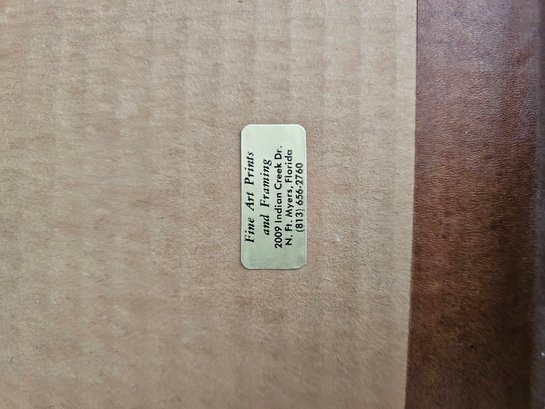 Fine Art Prints
and Framing
2009 Indian Creek Dr.
N. Ft. Myers, Florida
(813) 656-2760